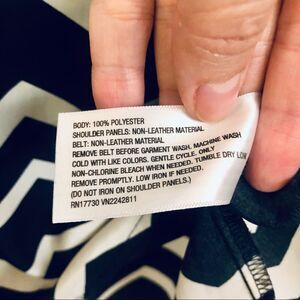 BODY: 100% POLYESTER
SHOULDER PANELS: NON-LEATHER MATERIAL
BELT: NON-LEATHER MATERIAL
REMOVE BELT BEFORE GARMENT WASH. MACHINE WASH
COLD WITH LIKE COLORS. GENTLE CYCLE. ONLY
NON-CHLORINE BLEACH WHEN NEEDED. TUMBLE DRY LOW
REMOVE PROMPTLY. LOW IRON IF NEEDED.
(DO NOT IRON ON SHOULDER PANELS.)
RN17730 VN2242811